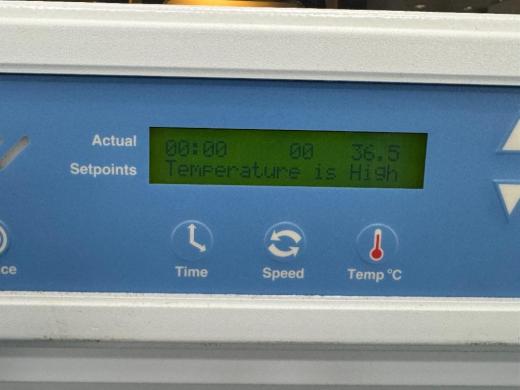 Actual 00:00 00 36.5
Setpoints Temperature is High
Time Speed Temp °C